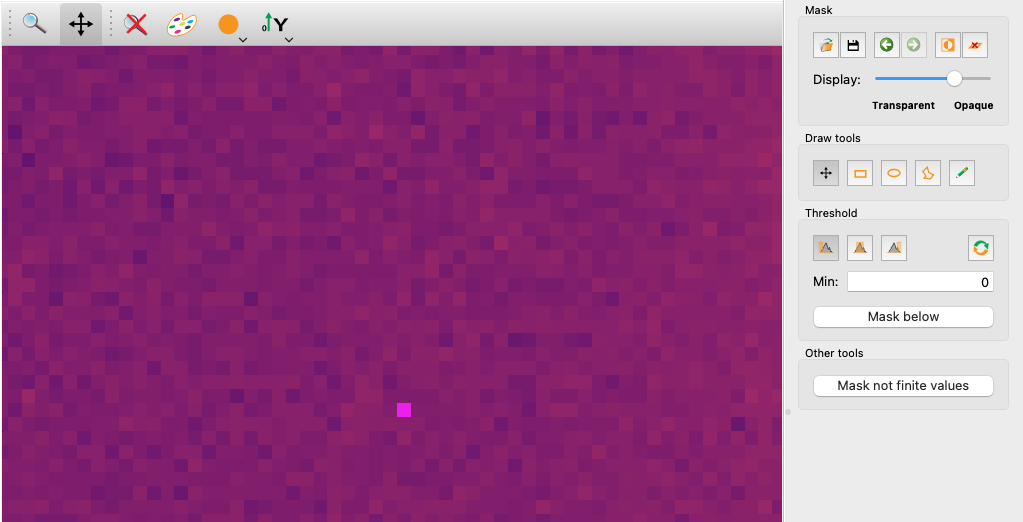 Y
Mask
Display:
Transparent Opaque
Draw tools
Threshold
Min: 0
Mask below
Other tools
Mask not finite values